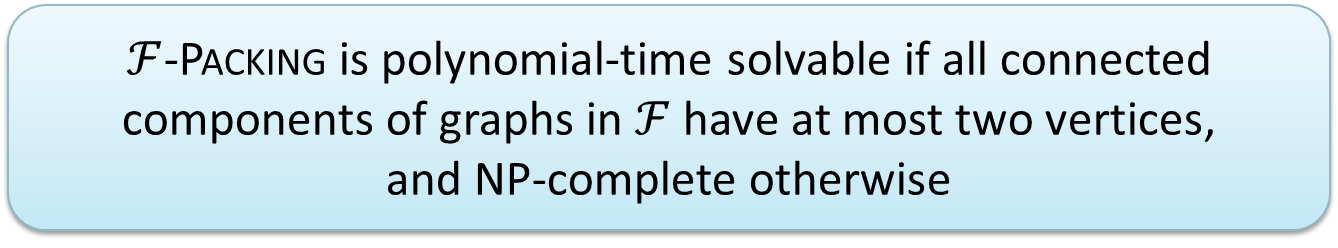 ℱ-PACKING is polynomial-time solvable if all connected
components of graphs in ℱ have at most two vertices,
and NP-complete otherwise